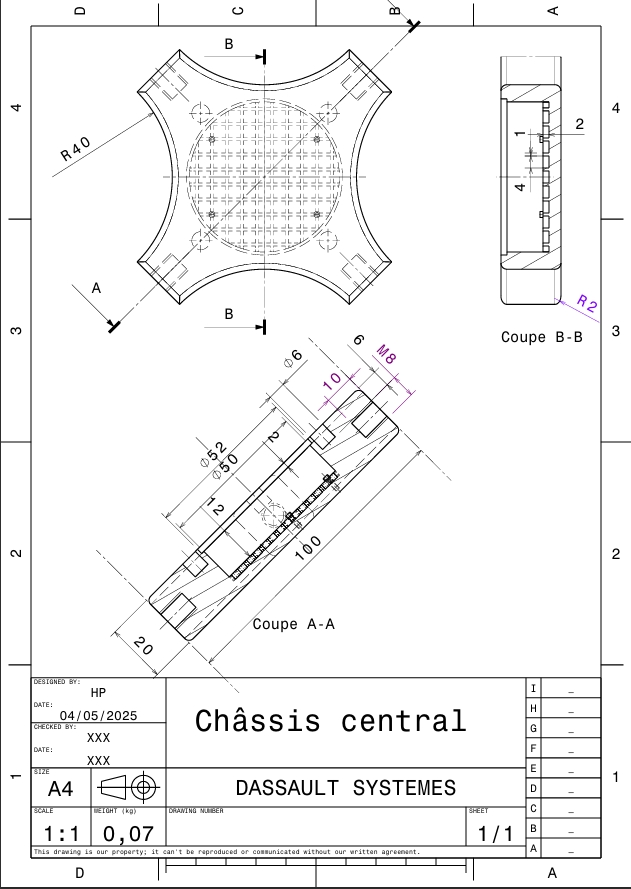 D C B A
4 4
B
R40
1 2
4
A
B
R2
3 3
Coupe B-B
Ø6 10 6 M8
2
Ø52
Ø50
12
100
2 2
Coupe A-A
20
DESIGNED BY:
HP
DATE:
04/05/2025
CHECKED BY:
XXX
DATE:
XXX
Châssis central
I _
H _
G _
F _
E _
D _
C _
B _
A _
SIZE
A4
DASSAULT SYSTEMES
1 1
SCALE
1:1
WEIGHT (kg)
0,07
DRAWING NUMBER
SHEET
1/1
This drawing is our property; it can't be reproduced or communicated without our written agreement.
D A